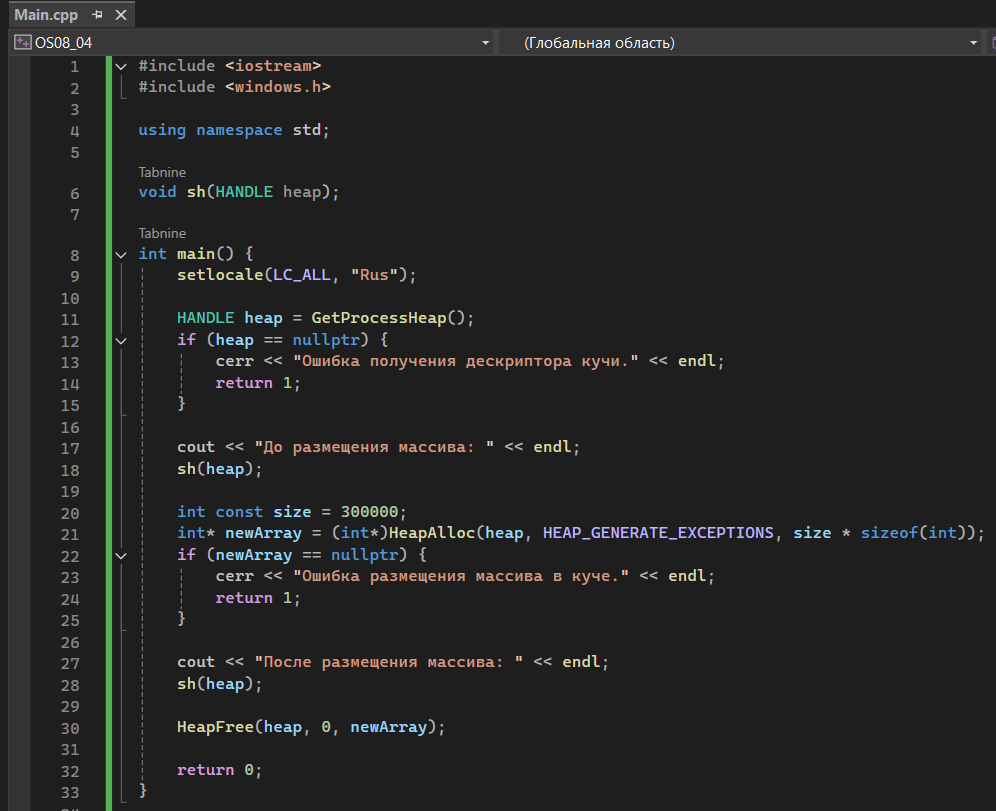 Main.cpp
OS08_04 (Глобальная область)
1 #include <iostream>
2 #include <windows.h>
3
4 using namespace std;
5
Tabnine
6 void sh(HANDLE heap);
7
Tabnine
8 int main() {
9 setlocale(LC_ALL, "Rus");
10
11 HANDLE heap = GetProcessHeap();
12 if (heap == nullptr) {
13 cerr << "Ошибка получения дескриптора кучи." << endl;
14 return 1;
15 }
16
17 cout << "До размещения массива: " << endl;
18 sh(heap);
19
20 int const size = 300000;
21 int* newArray = (int*)HeapAlloc(heap, HEAP_GENERATE_EXCEPTIONS, size * sizeof(int));
22 if (newArray == nullptr) {
23 cerr << "Ошибка размещения массива в куче." << endl;
24 return 1;
25 }
26
27 cout << "После размещения массива: " << endl;
28 sh(heap);
29
30 HeapFree(heap, 0, newArray);
31
32 return 0;
33 }